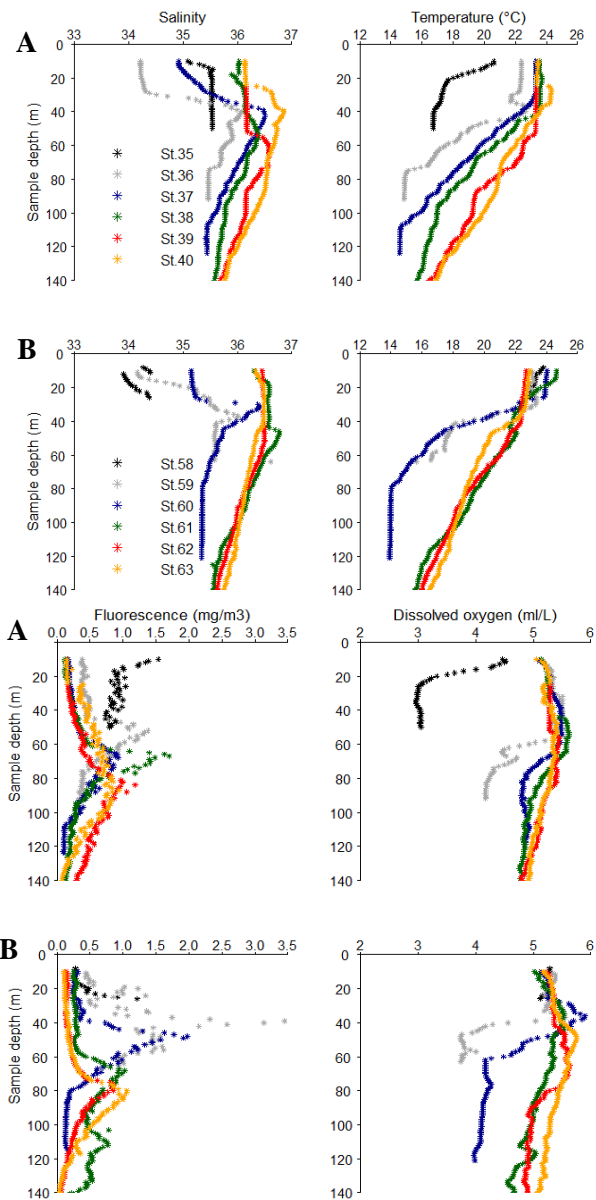 A
Salinity
Temperature (°C)
33 34 35 36 37
12 14 16 18 20 22 24 26
0
20
40
60
80
100
120
140
Sample depth (m)
St.35
St.36
St.37
St.38
St.39
St.40
B
33 34 35 36 37
12 14 16 18 20 22 24 26
0
20
40
60
80
100
120
140
Sample depth (m)
St.58
St.59
St.60
St.61
St.62
St.63
A
Fluorescence (mg/m3)
Dissolved oxygen (ml/L)
0.0 0.5 1.0 1.5 2.0 2.5 3.0 3.5
2 3 4 5 6
0
20
40
60
80
100
120
140
Sample depth (m)
B
0.0 0.5 1.0 1.5 2.0 2.5 3.0 3.5
2 3 4 5 6
0
20
40
60
80
100
120
140
Sample depth (m)